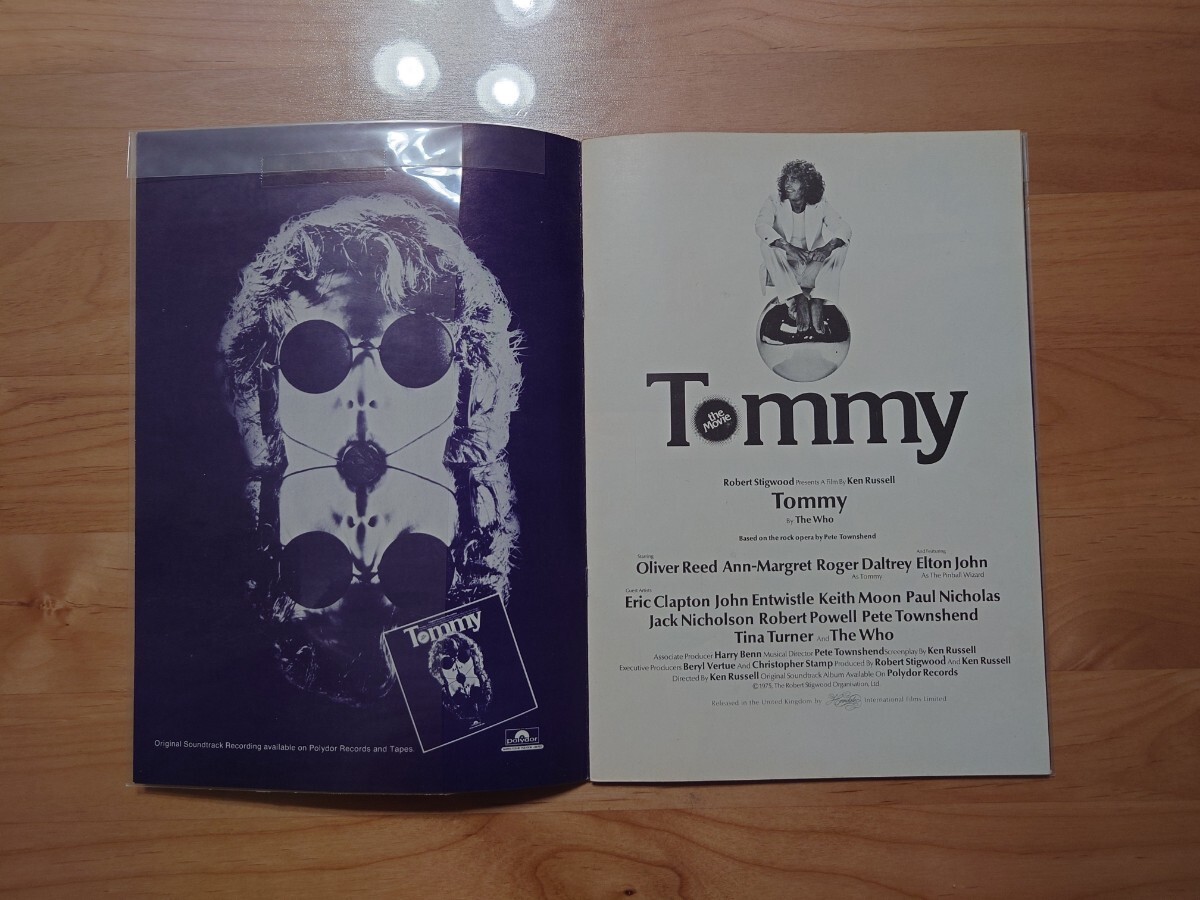 Tommy
Original Soundtrack Recording available on Polydor Records and Tapes
polydor
Tommy
the
Movie
Robert Stigwood Presents A Film By Ken Russell
Tommy
By The Who
Based on the rock opera by Pete Townshend
Starring And Featuring
Oliver Reed Ann-Margret Roger Daltrey Elton John
As Tommy As The Pinball Wizard
Guest Artists
Eric Clapton John Entwistle Keith Moon Paul Nicholas
Jack Nicholson Robert Powell Pete Townshend
Tina Turner And The Who
Associate Producer Harry Benn Musical Director Pete Townshend Screenplay By Ken Russell
Executive Producers Beryl Vertue And Christopher Stamp Produced By Robert Stigwood And Ken Russell
Directed By Ken Russell Original Soundtrack Album Available On Polydor Records
© 1975, The Robert Stigwood Organisation, Ltd.
Released in the United Kingdom by International Films Limited